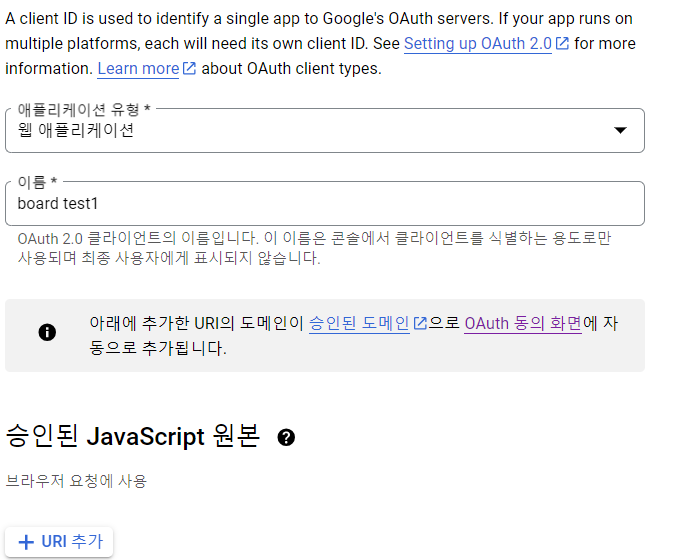 A client ID is used to identify a single app to Google's OAuth servers. If your app runs on
multiple platforms, each will need its own client ID. See Setting up OAuth 2.0 for more
information. Learn more about OAuth client types.
애플리케이션 유형 *
웹 애플리케이션
이름 *
board test1
OAuth 2.0 클라이언트의 이름입니다. 이 이름은 콘솔에서 클라이언트를 식별하는 용도로만
사용되며 최종 사용자에게 표시되지 않습니다.
아래에 추가한 URI의 도메인이 승인된 도메인으로 OAuth 동의 화면에 자
동으로 추가됩니다.
승인된 JavaScript 원본
브라우저 요청에 사용
+ URI 추가